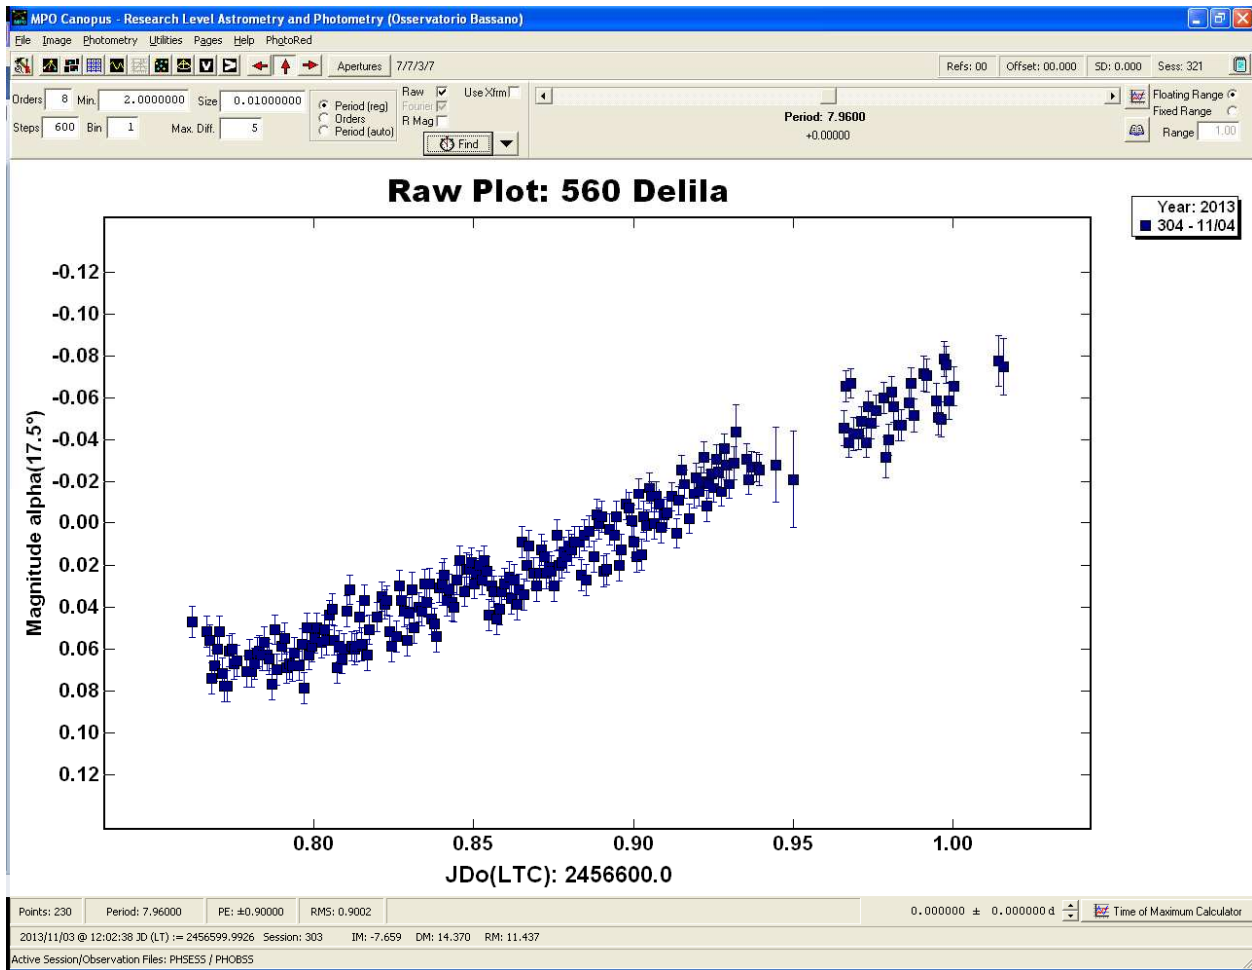 MPO Canopus - Research Level Astrometry and Photometry (Osservatorio Bassano)
File Image Photometry Utilities Pages Help PhotoRed
Apertures 7/7/3/7 Refs: 00 Offset: 00.000 SD: 0.000 Sess: 321
Orders 8 Min. 2.0000000 Size 0.01000000
Steps 600 Bin 1 Max. Diff. 5
Period (reg)
Orders
Period (auto)
Raw
Fourier
R Mag
Use Xfrm
Find
Period: 7.9600
+0.00000
Floating Range
Fixed Range
Range 1.00
Raw Plot: 560 Delila
Year: 2013
304 - 11/04
Magnitude alpha(17.5°)
-0.12
-0.10
-0.08
-0.06
-0.04
-0.02
0.00
0.02
0.04
0.06
0.08
0.10
0.12
0.80 0.85 0.90 0.95 1.00
JDo(LTC): 2456600.0
Points: 230 Period: 7.96000 PE: ±0.90000 RMS: 0.9002 0.000000 ± 0.000000 d Time of Maximum Calculator
2013/11/03 @ 12:02:38 JD (LT) := 2456599.9926 Session: 303 IM: -7.659 DM: 14.370 RM: 11.437
Active Session/Observation Files: PHSESS / PHOBSS